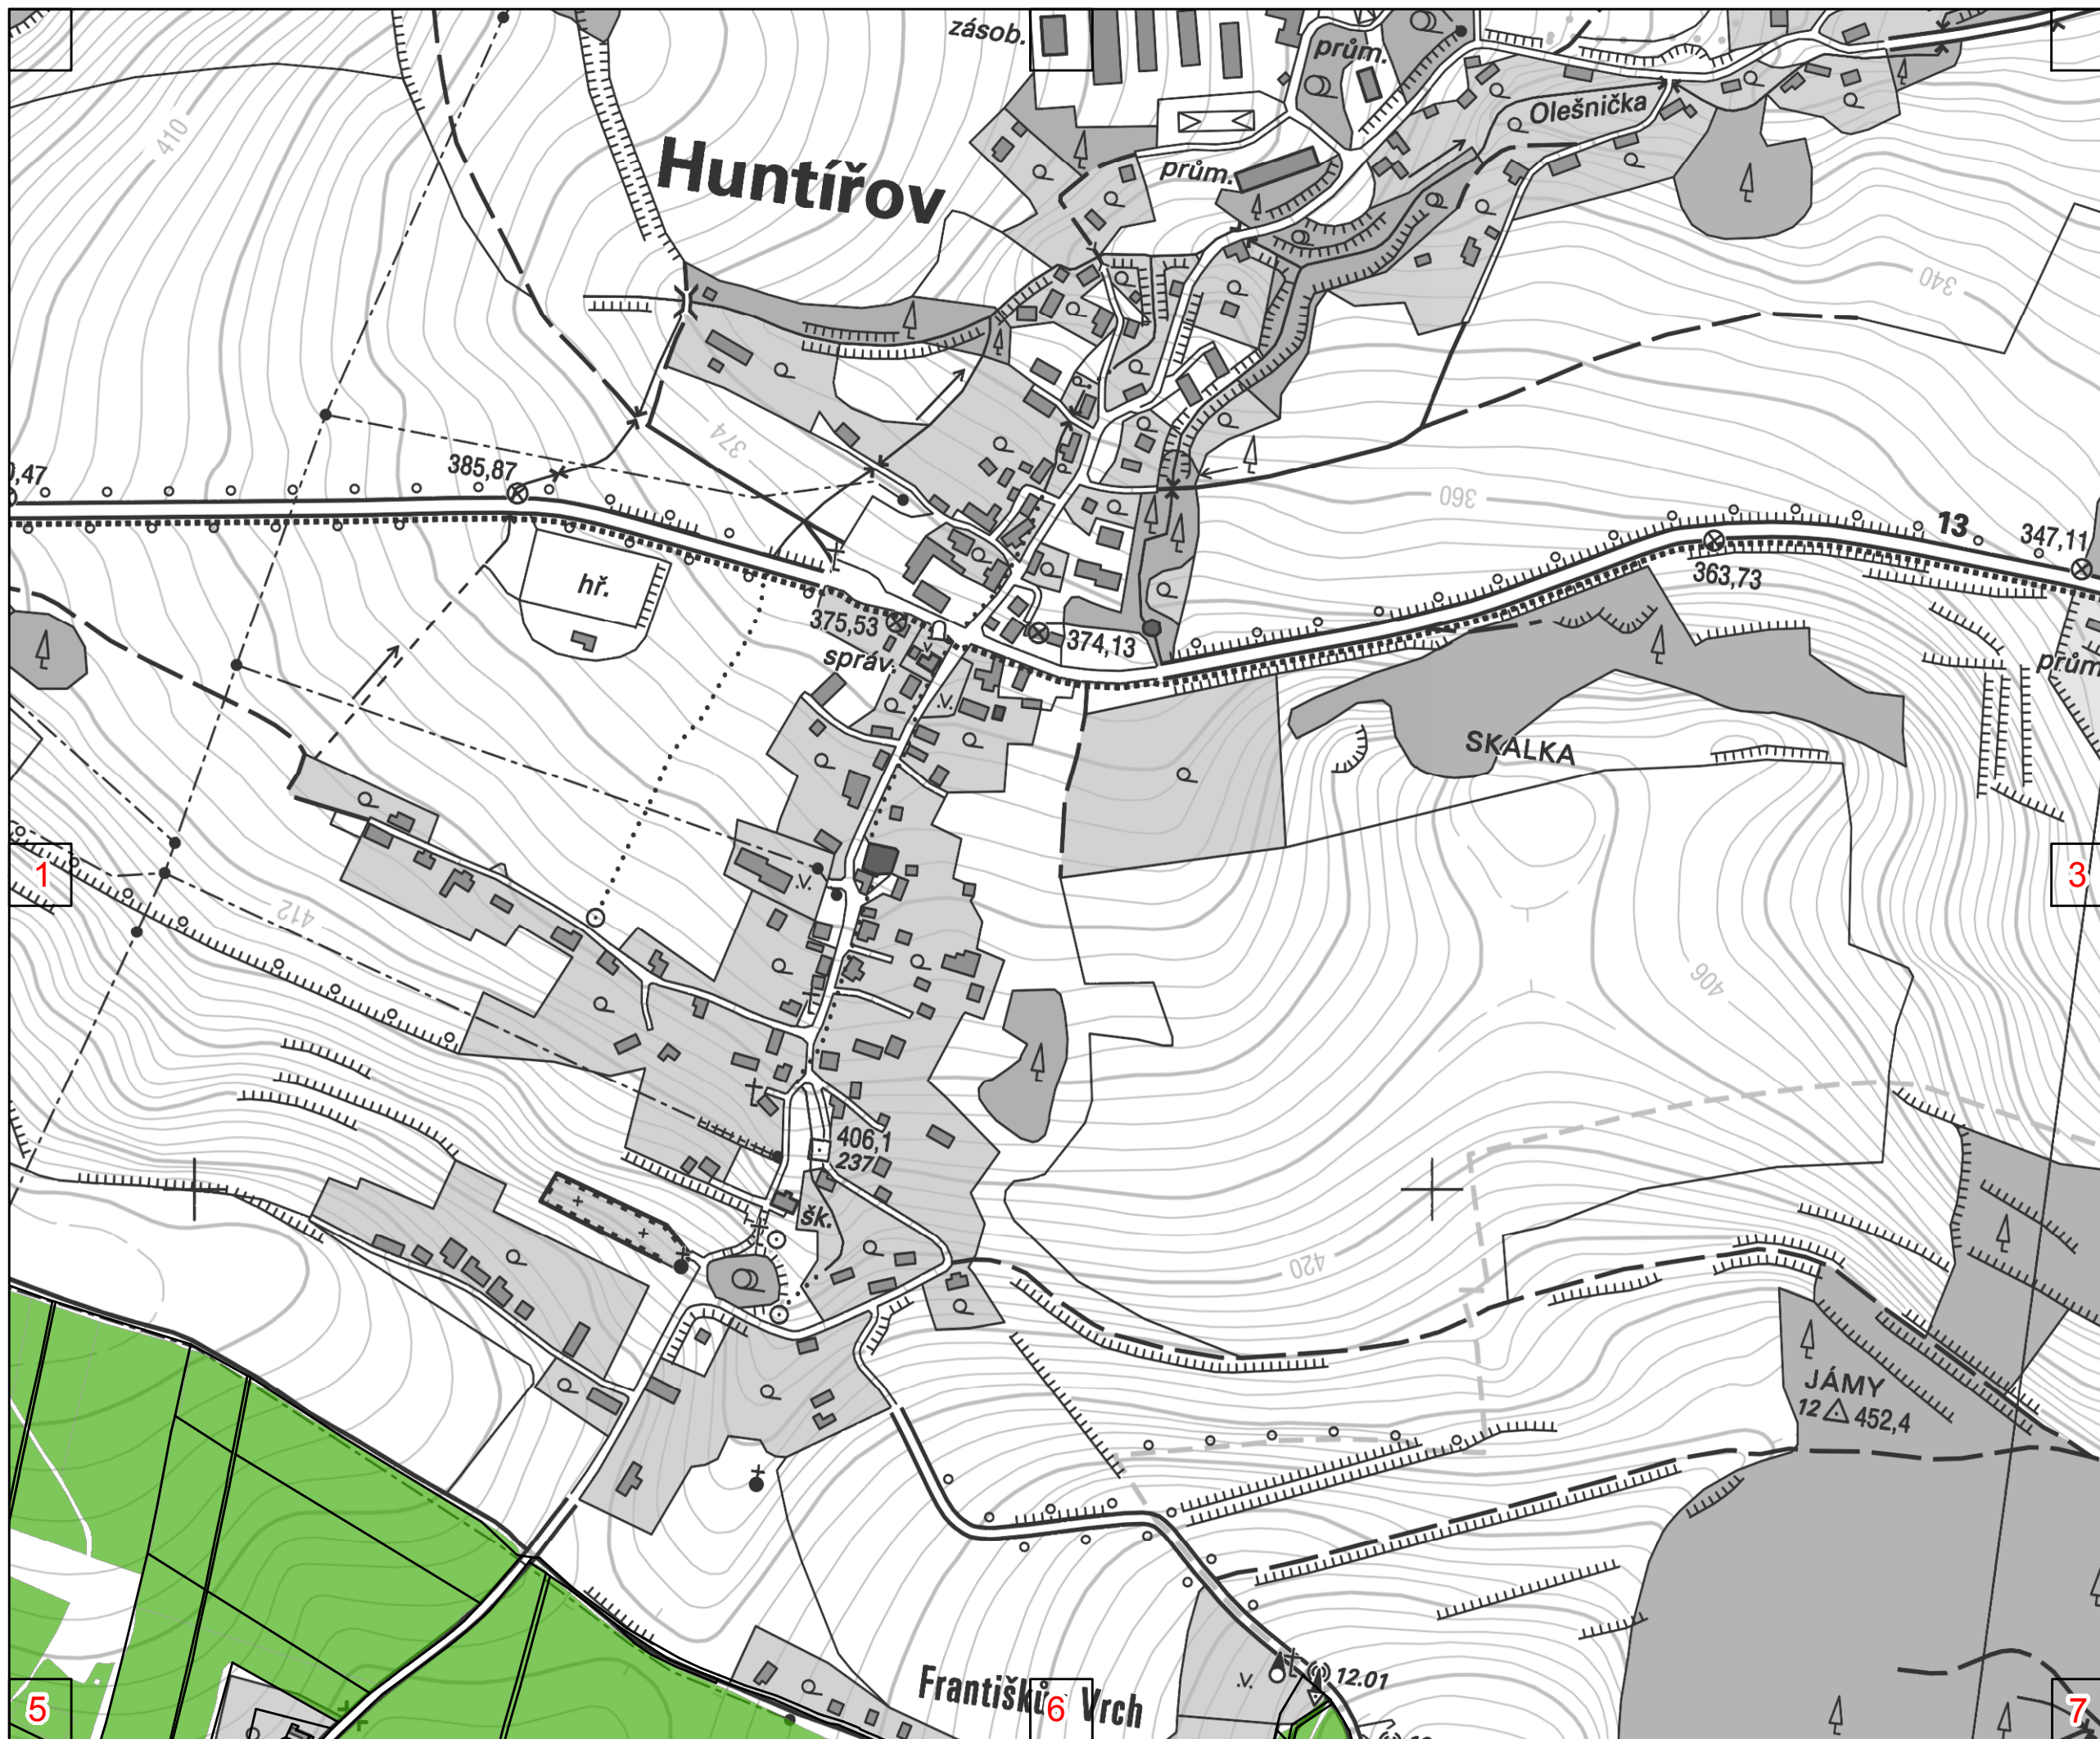 zásob.
prům.
Olešnička
410
Huntířov
prům.
340
374
385,87
,47
360
13
347,11
363,73
hř.
375,53
374,13
správ.
prům
SKALKA
.V.
1
.V.
3
412
406
406,1
237
šk.
420
JÁMY
12 452,4
12.01
.V.
Františkův Vrch
5
6
7